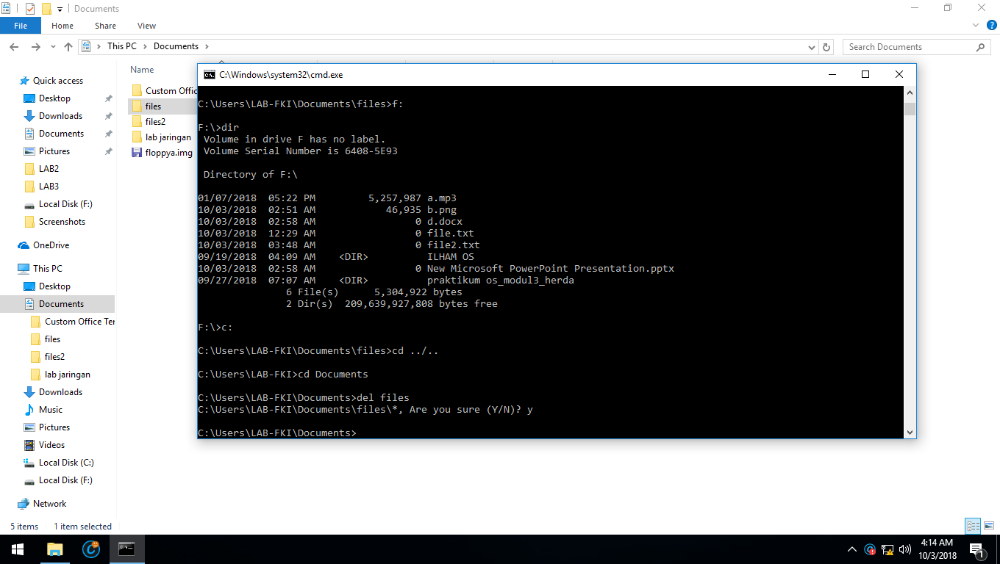 Documents
File Home Share View
This PC Documents
Search Documents
Name
Quick access
Desktop
Downloads
Documents
Pictures
LAB2
LAB3
Local Disk (F:)
Screenshots
OneDrive
This PC
Desktop
Documents
Custom Office Ter
files
files2
lab jaringan
Downloads
Music
Pictures
Videos
Local Disk (C:)
Local Disk (F:)
Network
Custom Offic
files
files2
lab jaringan
floppya.img
C:\Windows\system32\cmd.exe
C:\Users\LAB-FKI\Documents\files>f:
F:\>dir
 Volume in drive F has no label.
 Volume Serial Number is 6408-5E93
 Directory of F:\
01/07/2018  05:22 PM         5,257,987 a.mp3
10/03/2018  02:51 AM            46,935 b.png
10/03/2018  02:58 AM                 0 d.docx
10/03/2018  12:29 AM                 0 file.txt
10/03/2018  03:48 AM                 0 file2.txt
09/19/2018  04:09 AM    <DIR>          ILHAM OS
10/03/2018  02:58 AM                 0 New Microsoft PowerPoint Presentation.pptx
09/27/2018  07:07 AM    <DIR>          praktikum os_modul3_herda
               6 File(s)      5,304,922 bytes
               2 Dir(s)  209,639,927,808 bytes free
F:\>c:
C:\Users\LAB-FKI\Documents\files>cd ../..
C:\Users\LAB-FKI>cd Documents
C:\Users\LAB-FKI\Documents>del files
C:\Users\LAB-FKI\Documents\files\*, Are you sure (Y/N)? y
C:\Users\LAB-FKI\Documents>
5 items 1 item selected
4:14 AM
10/3/2018
1